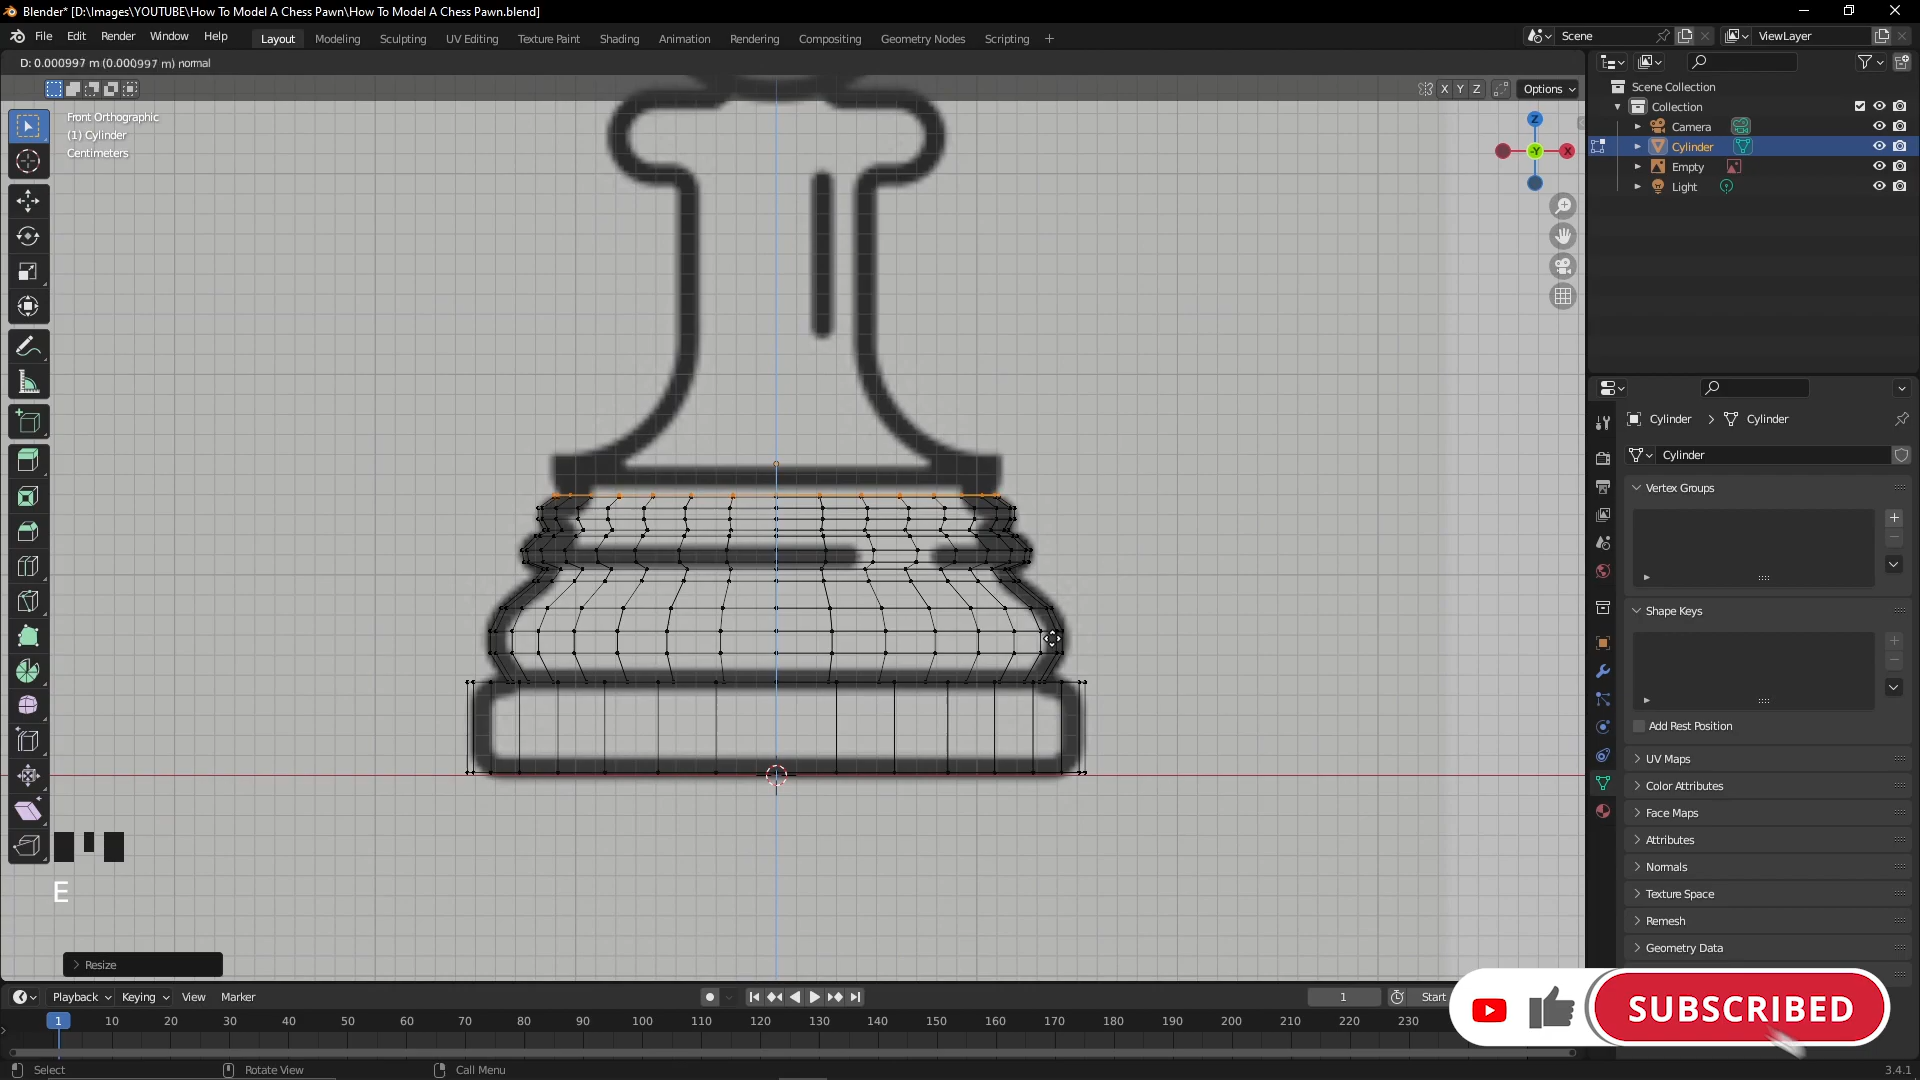 Blender* [D:\Images\YOUTUBE\How To Model A Chess Pawn\How To Model A Chess Pawn.blend]
File Edit Render Window Help Layout Modeling Sculpting UV Editing Texture Paint Shading Animation Rendering Compositing Geometry Nodes Scripting + Scene ViewLayer
D: 0.000997 m (0.000997 m) normal
X Y Z Options
Front Orthographic
(1) Cylinder
Centimeters
Z
-Y X
Scene Collection
Collection
Camera
Cylinder
Empty
Light
Cylinder > Cylinder
Cylinder
Vertex Groups
Shape Keys
Add Rest Position
UV Maps
Color Attributes
Face Maps
Attributes
Normals
Texture Space
Remesh
Geometry Data
E
Resize
Playback Keying View Marker 1 Start
1 10 20 30 40 50 60 70 80 90 100 110 120 130 140 150 160 170 180 190 200 210 220 230
SUBSCRIBED
Select Rotate View Call Menu 3.4.1